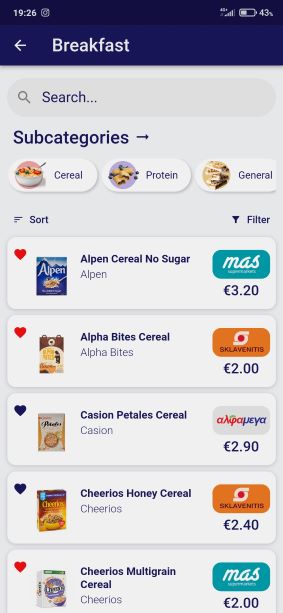 19:26 43%
Breakfast
Search...
Subcategories →
Cereal Protein General
Sort Filter
Alpen Cereal No Sugar
Alpen
mas
supermarkets
€3.20
Alpha Bites Cereal
Alpha Bites
SKLAVENITIS
€2.00
Casion Petales Cereal
Casion
αλφαμεγα
€2.90
Cheerios Honey Cereal
Cheerios
SKLAVENITIS
€2.40
Cheerios Multigrain
Cereal
Cheerios
mas
supermarkets
€2.00